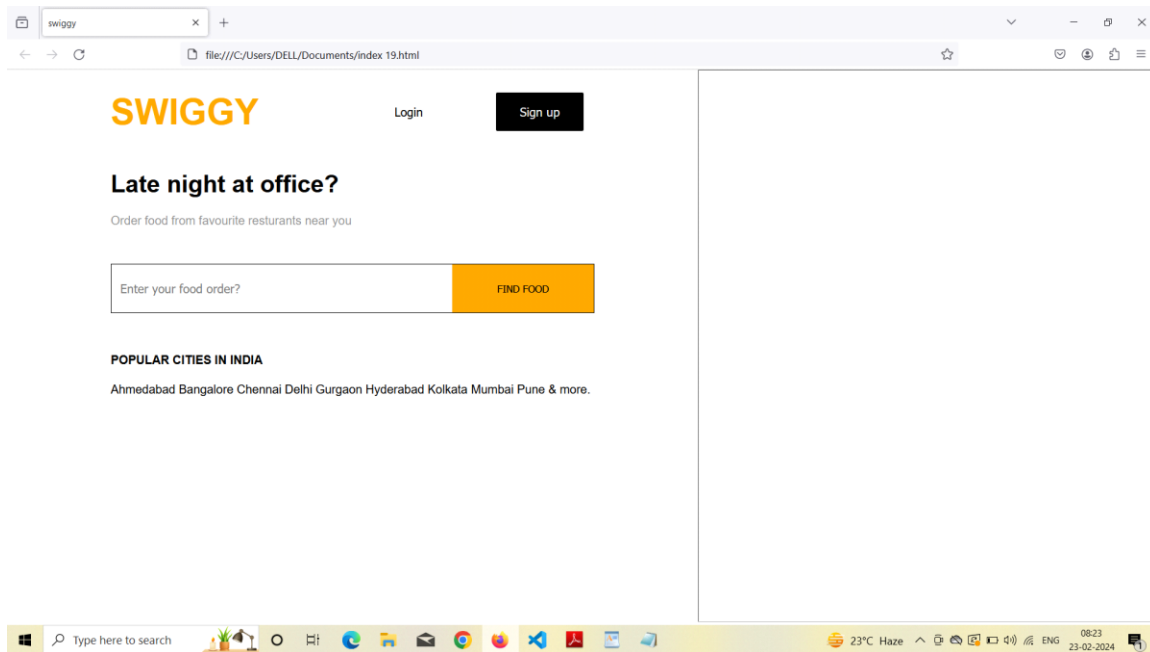 swiggy
file:///C:/Users/DELL/Documents/index 19.html
SWIGGY Login Sign up
Late night at office?
Order food from favourite resturants near you
Enter your food order? FIND FOOD
POPULAR CITIES IN INDIA
Ahmedabad Bangalore Chennai Delhi Gurgaon Hyderabad Kolkata Mumbai Pune & more.
Type here to search 23°C Haze ENG 08:23
23-02-2024 1